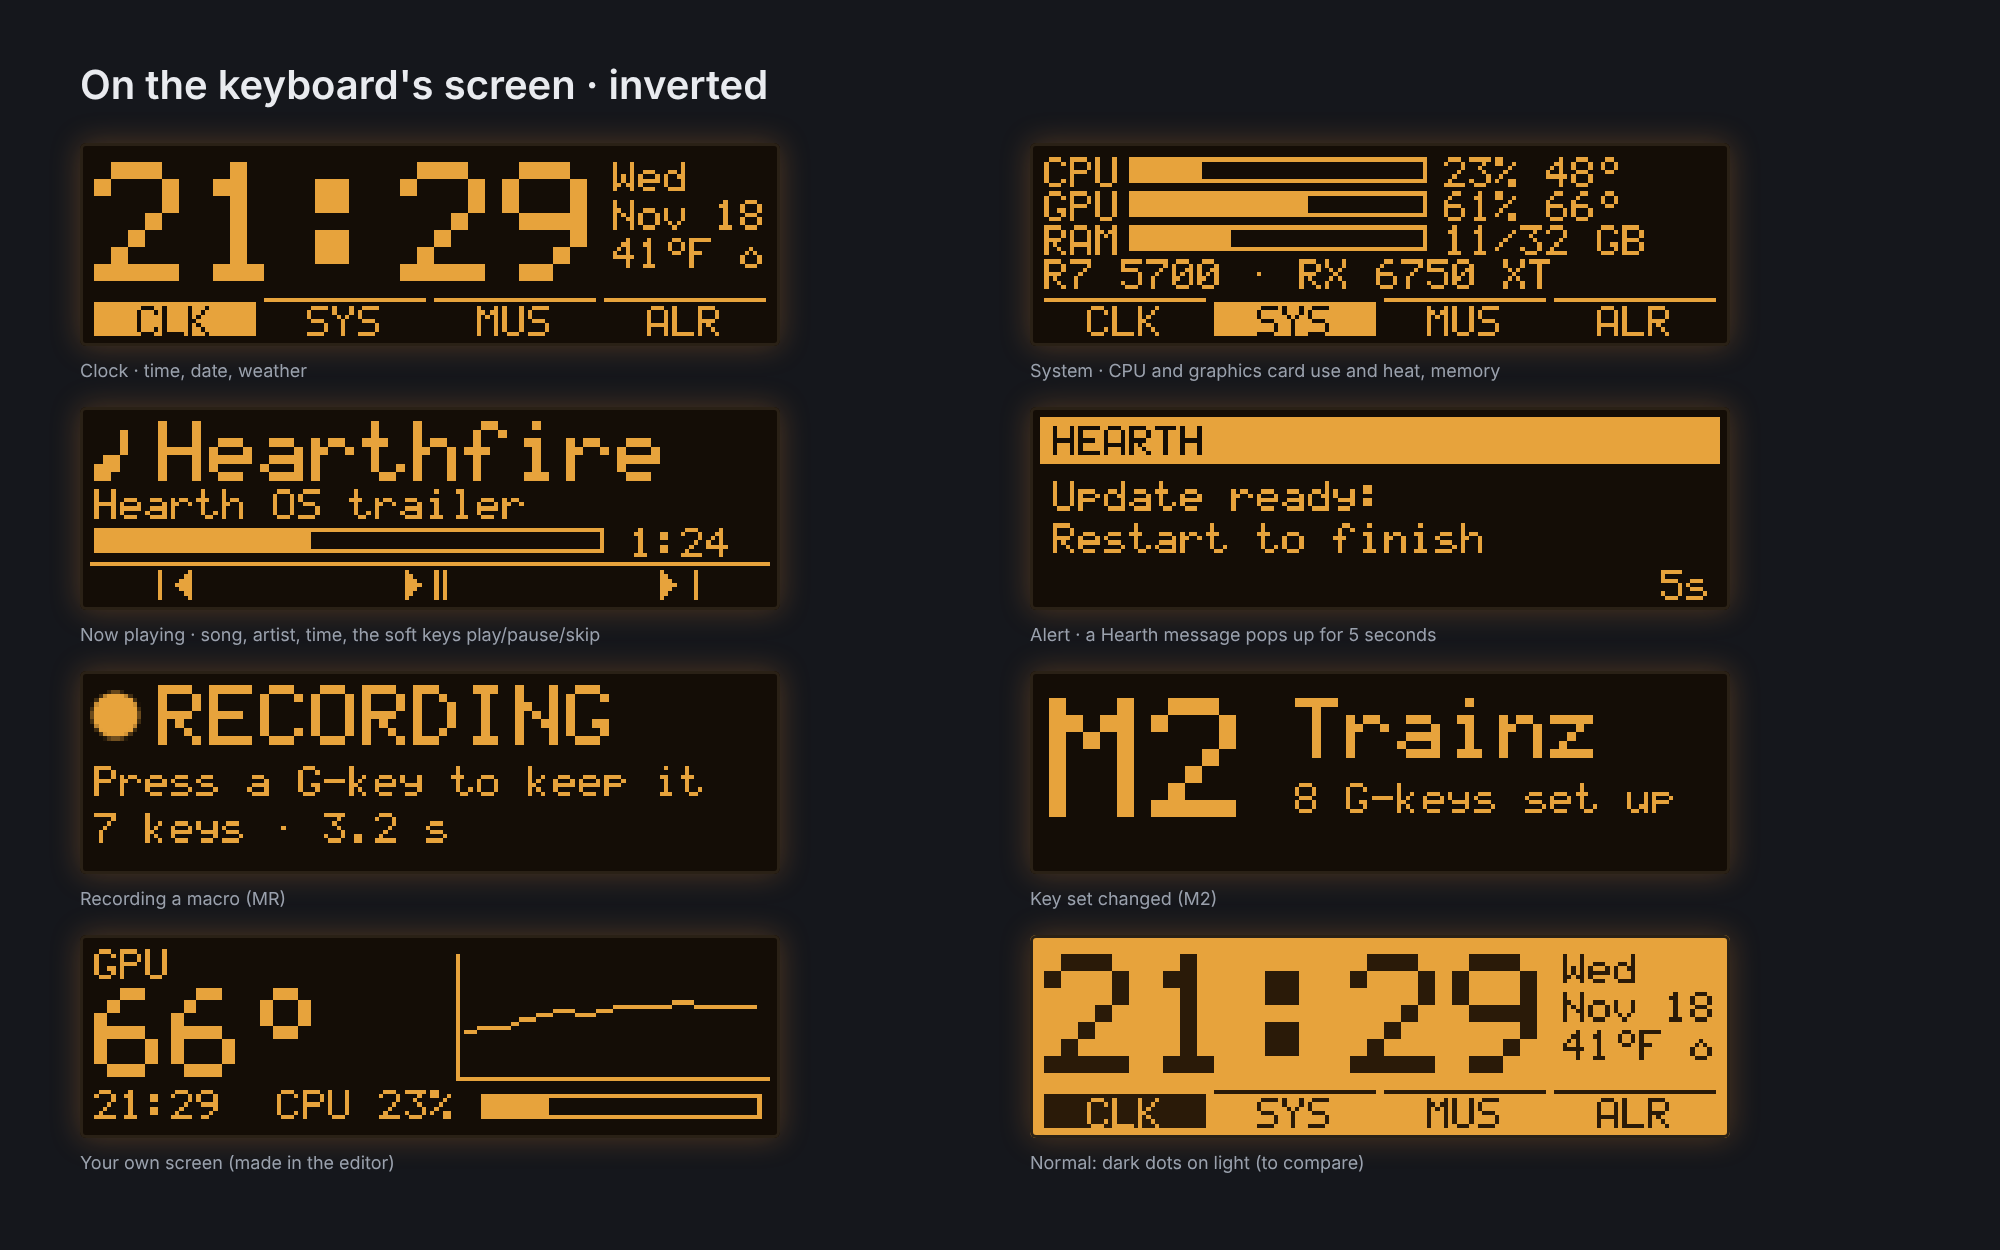 On the keyboard's screen · inverted
21:29
Wed
Nov 18
41°F
CLK SYS MUS ALR
Clock · time, date, weather
CPU 23% 48°
GPU 61% 66°
RAM 11/32 GB
R7 5700 · RX 6750 XT
CLK SYS MUS ALR
System · CPU and graphics card use and heat, memory
Hearthfire
Hearth OS trailer
1:24
Now playing · song, artist, time, the soft keys play/pause/skip
HEARTH
Update ready:
Restart to finish
5s
Alert · a Hearth message pops up for 5 seconds
RECORDING
Press a G-key to keep it
7 keys · 3.2 s
Recording a macro (MR)
M2 Trainz
8 G-keys set up
Key set changed (M2)
GPU
66°
21:29 CPU 23%
Your own screen (made in the editor)
21:29
Wed
Nov 18
41°F
CLK SYS MUS ALR
Normal: dark dots on light (to compare)